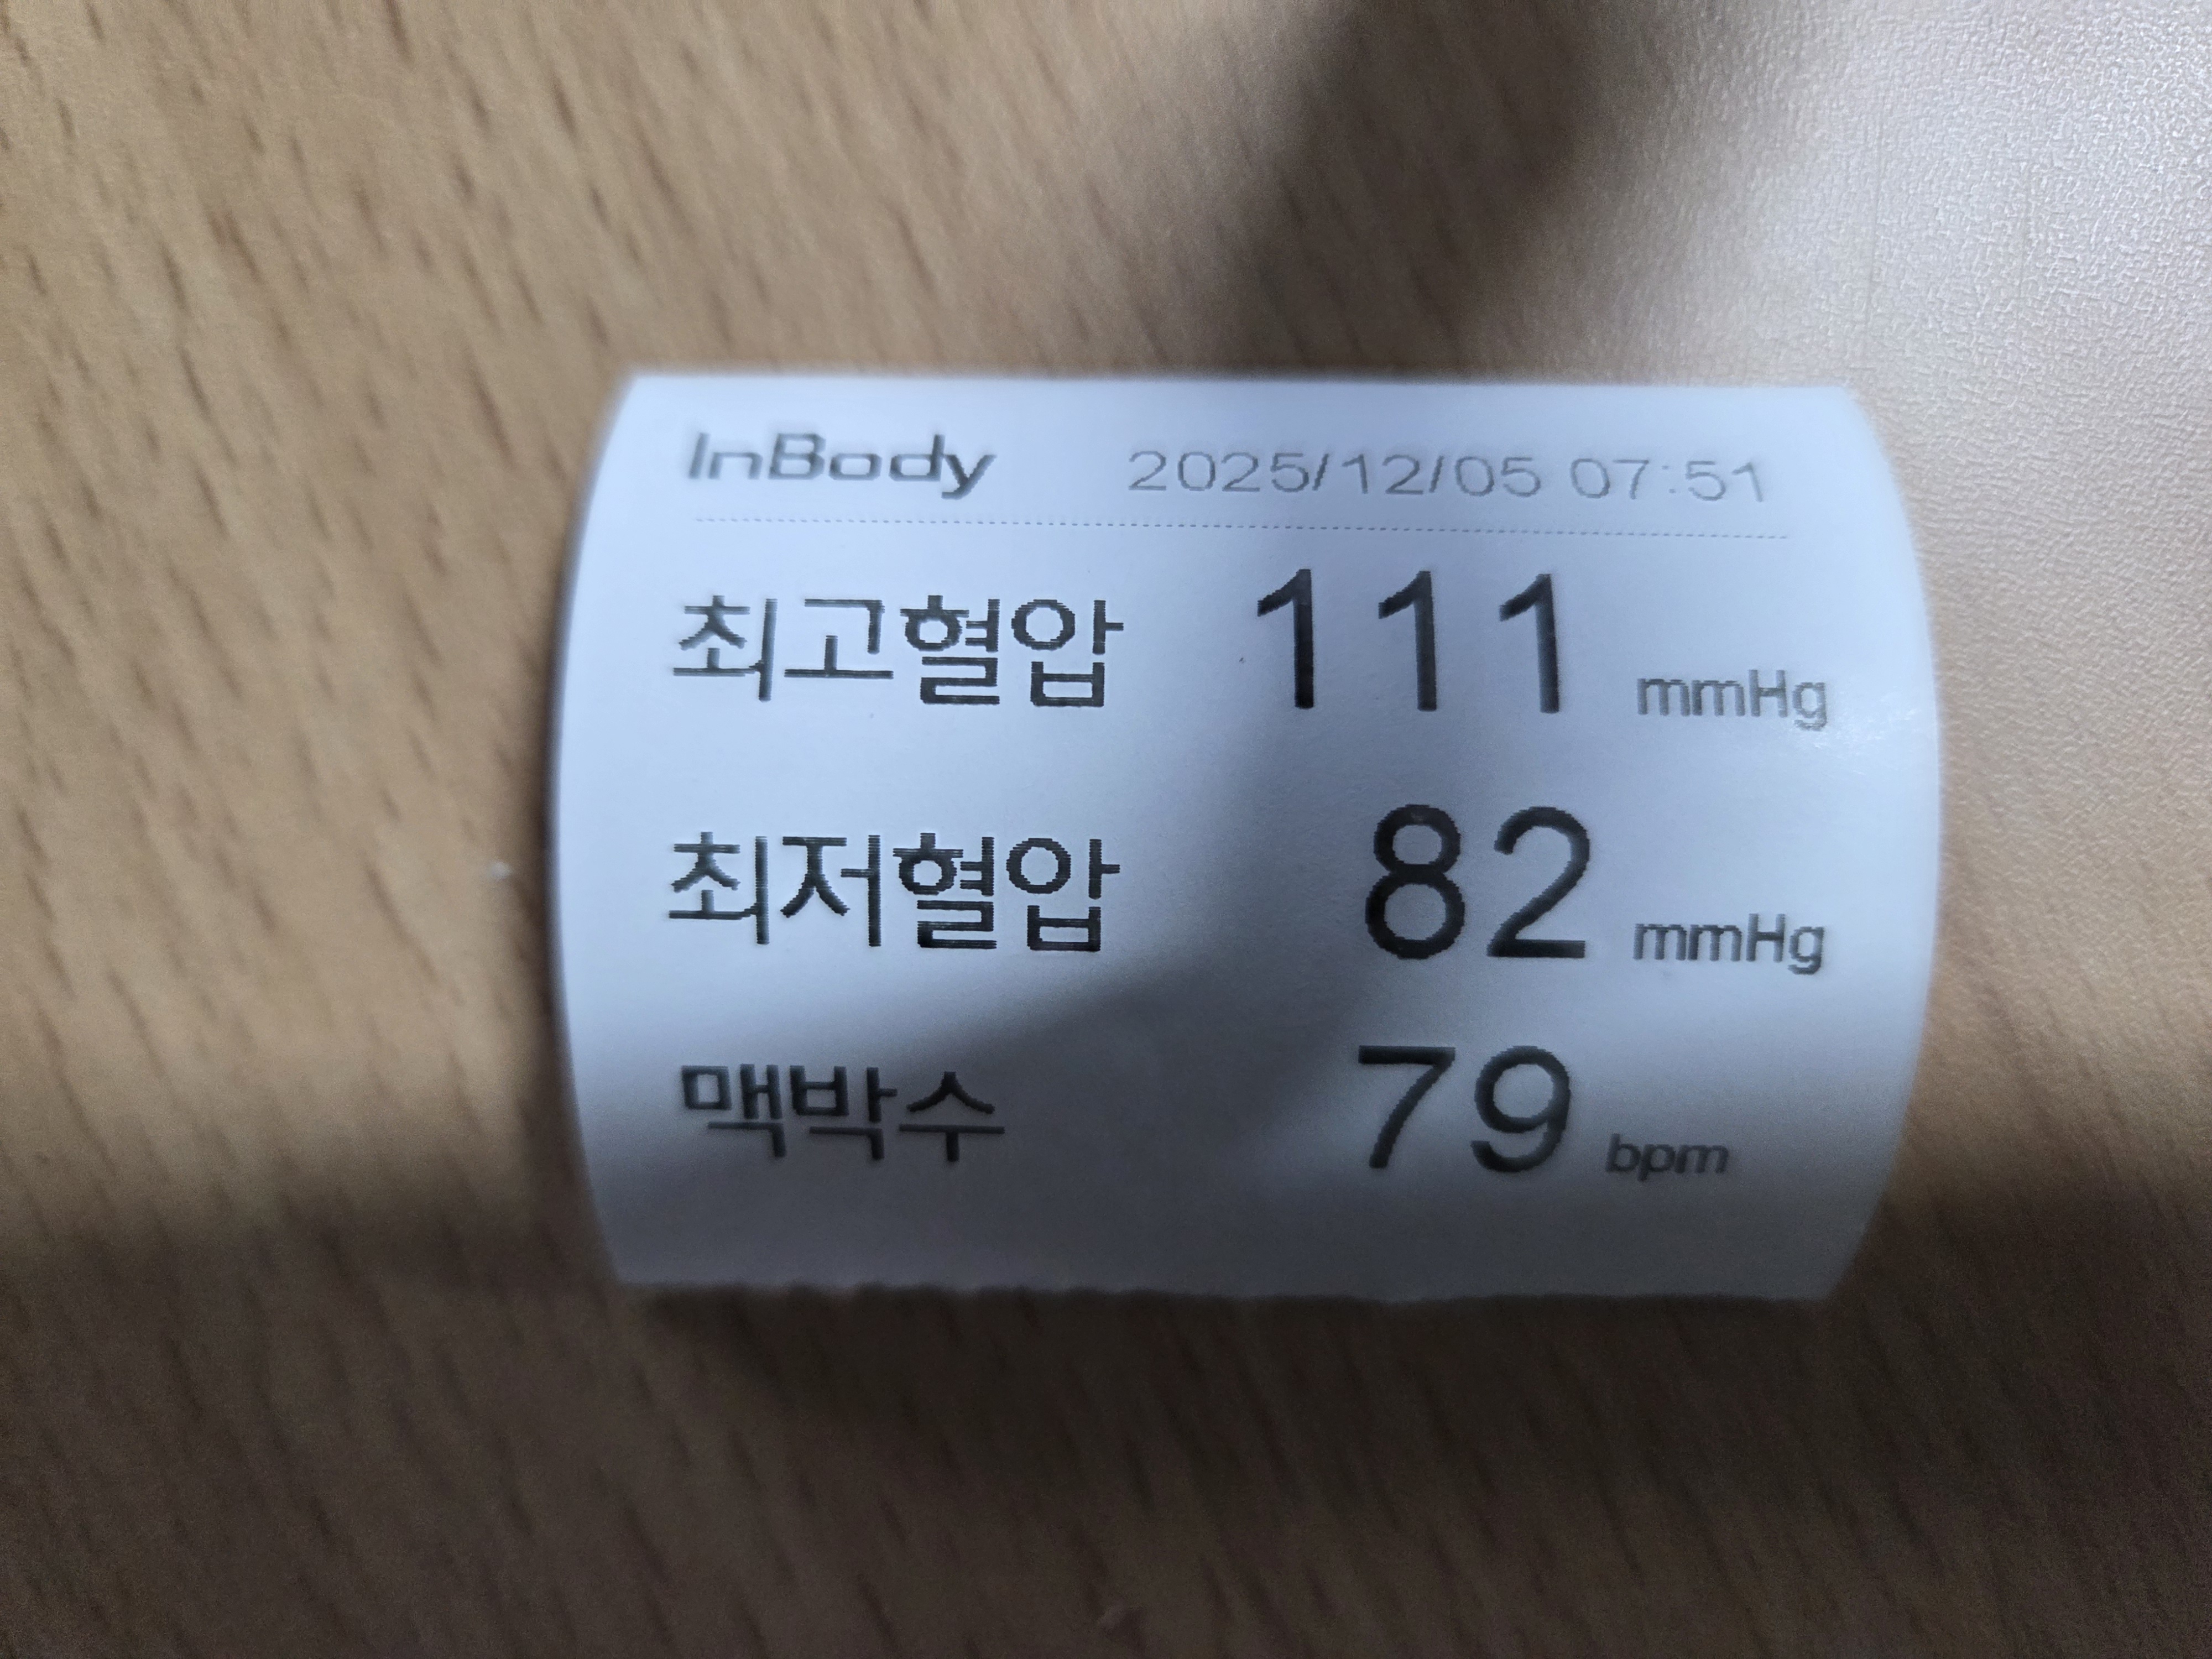 InBody 2025/12/05 07:51
최고혈압 111 mmHg
최저혈압 82 mmHg
맥박수 79 bpm